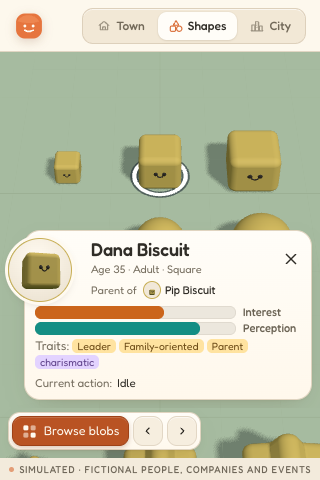 Town
Shapes
City
Dana Biscuit
Age 35 · Adult · Square
Parent of Pip Biscuit
Interest
Perception
Traits: Leader Family-oriented Parent
charismatic
Current action: Idle
Browse blobs
SIMULATED · FICTIONAL PEOPLE, COMPANIES AND EVENTS